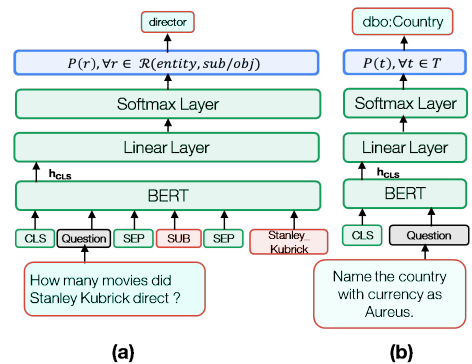 director
P(r), ∀r ∈ ℛ(entity, sub/obj)
Softmax Layer
Linear Layer
h_CLS
BERT
CLS
Question
SEP
SUB
SEP
Stanley_
Kubrick
How many movies did
Stanley Kubrick direct ?
(a)
dbo:Country
P(t), ∀t ∈ T
Softmax Layer
Linear Layer
h_CLS
BERT
CLS
Question
Name the country
with currency as
Aureus.
(b)